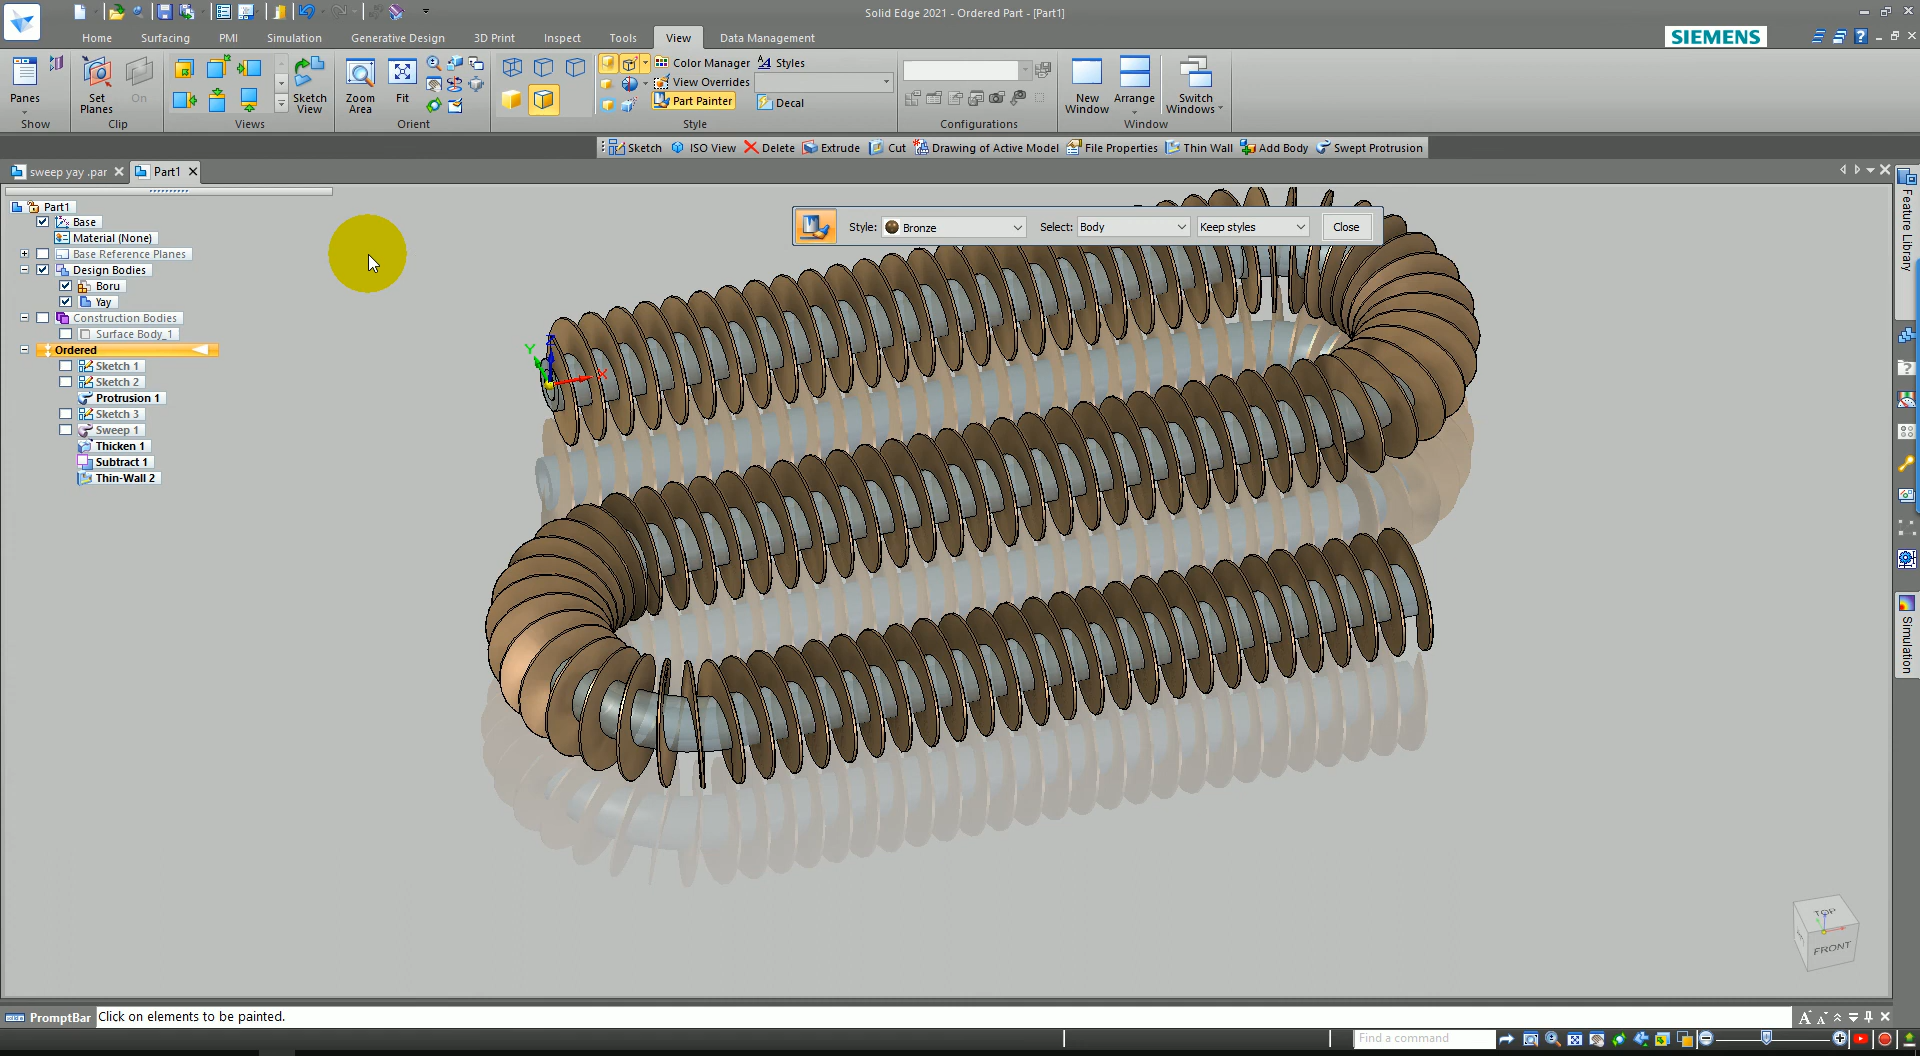 Solid Edge 2021 - Ordered Part - [Part1]
Home Surfacing PMI Simulation Generative Design 3D Print Inspect Tools View Data Management
SIEMENS
Panes
Set Planes
On
Sketch View
Zoom Area
Fit
Color Manager
Styles
View Overrides
Part Painter
Decal
New Window
Arrange
Switch Windows
Show Clip Views Orient Style Configurations Window
Sketch ISO View Delete Extrude Cut Drawing of Active Model File Properties Thin Wall Add Body Swept Protrusion
sweep yay .par Part1
Part1
Base
Material (None)
Base Reference Planes
Design Bodies
Boru
Yay
Construction Bodies
Surface Body_1
Ordered
Sketch 1
Sketch 2
Protrusion 1
Sketch 3
Sweep 1
Thicken 1
Subtract 1
Thin-Wall 2
Style: Bronze Select: Body Keep styles Close
Z
Y
X
Feature Library
Simulation
TOP
FRONT
PromptBar Click on elements to be painted.
Find a command